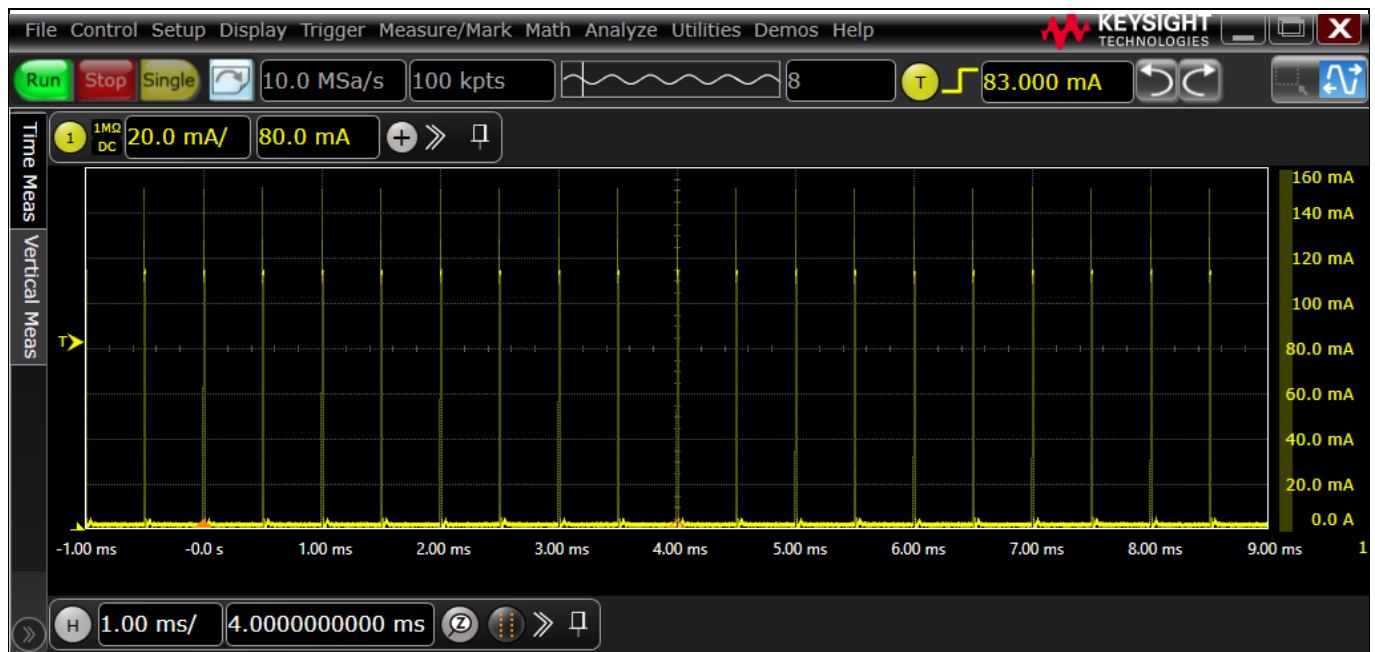 File Control Setup Display Trigger Measure/Mark Math Analyze Utilities Demos Help
KEYSIGHT
TECHNOLOGIES
X
Run Stop Single 10.0 MSa/s 100 kpts 8 T 83.000 mA
Time Meas
Vertical Meas
1 1MΩ DC 20.0 mA/ 80.0 mA +
160 mA
140 mA
120 mA
100 mA
T
80.0 mA
60.0 mA
40.0 mA
20.0 mA
0.0 A
-1.00 ms -0.0 s 1.00 ms 2.00 ms 3.00 ms 4.00 ms 5.00 ms 6.00 ms 7.00 ms 8.00 ms 9.00 ms 1
H 1.00 ms/ 4.0000000000 ms Z